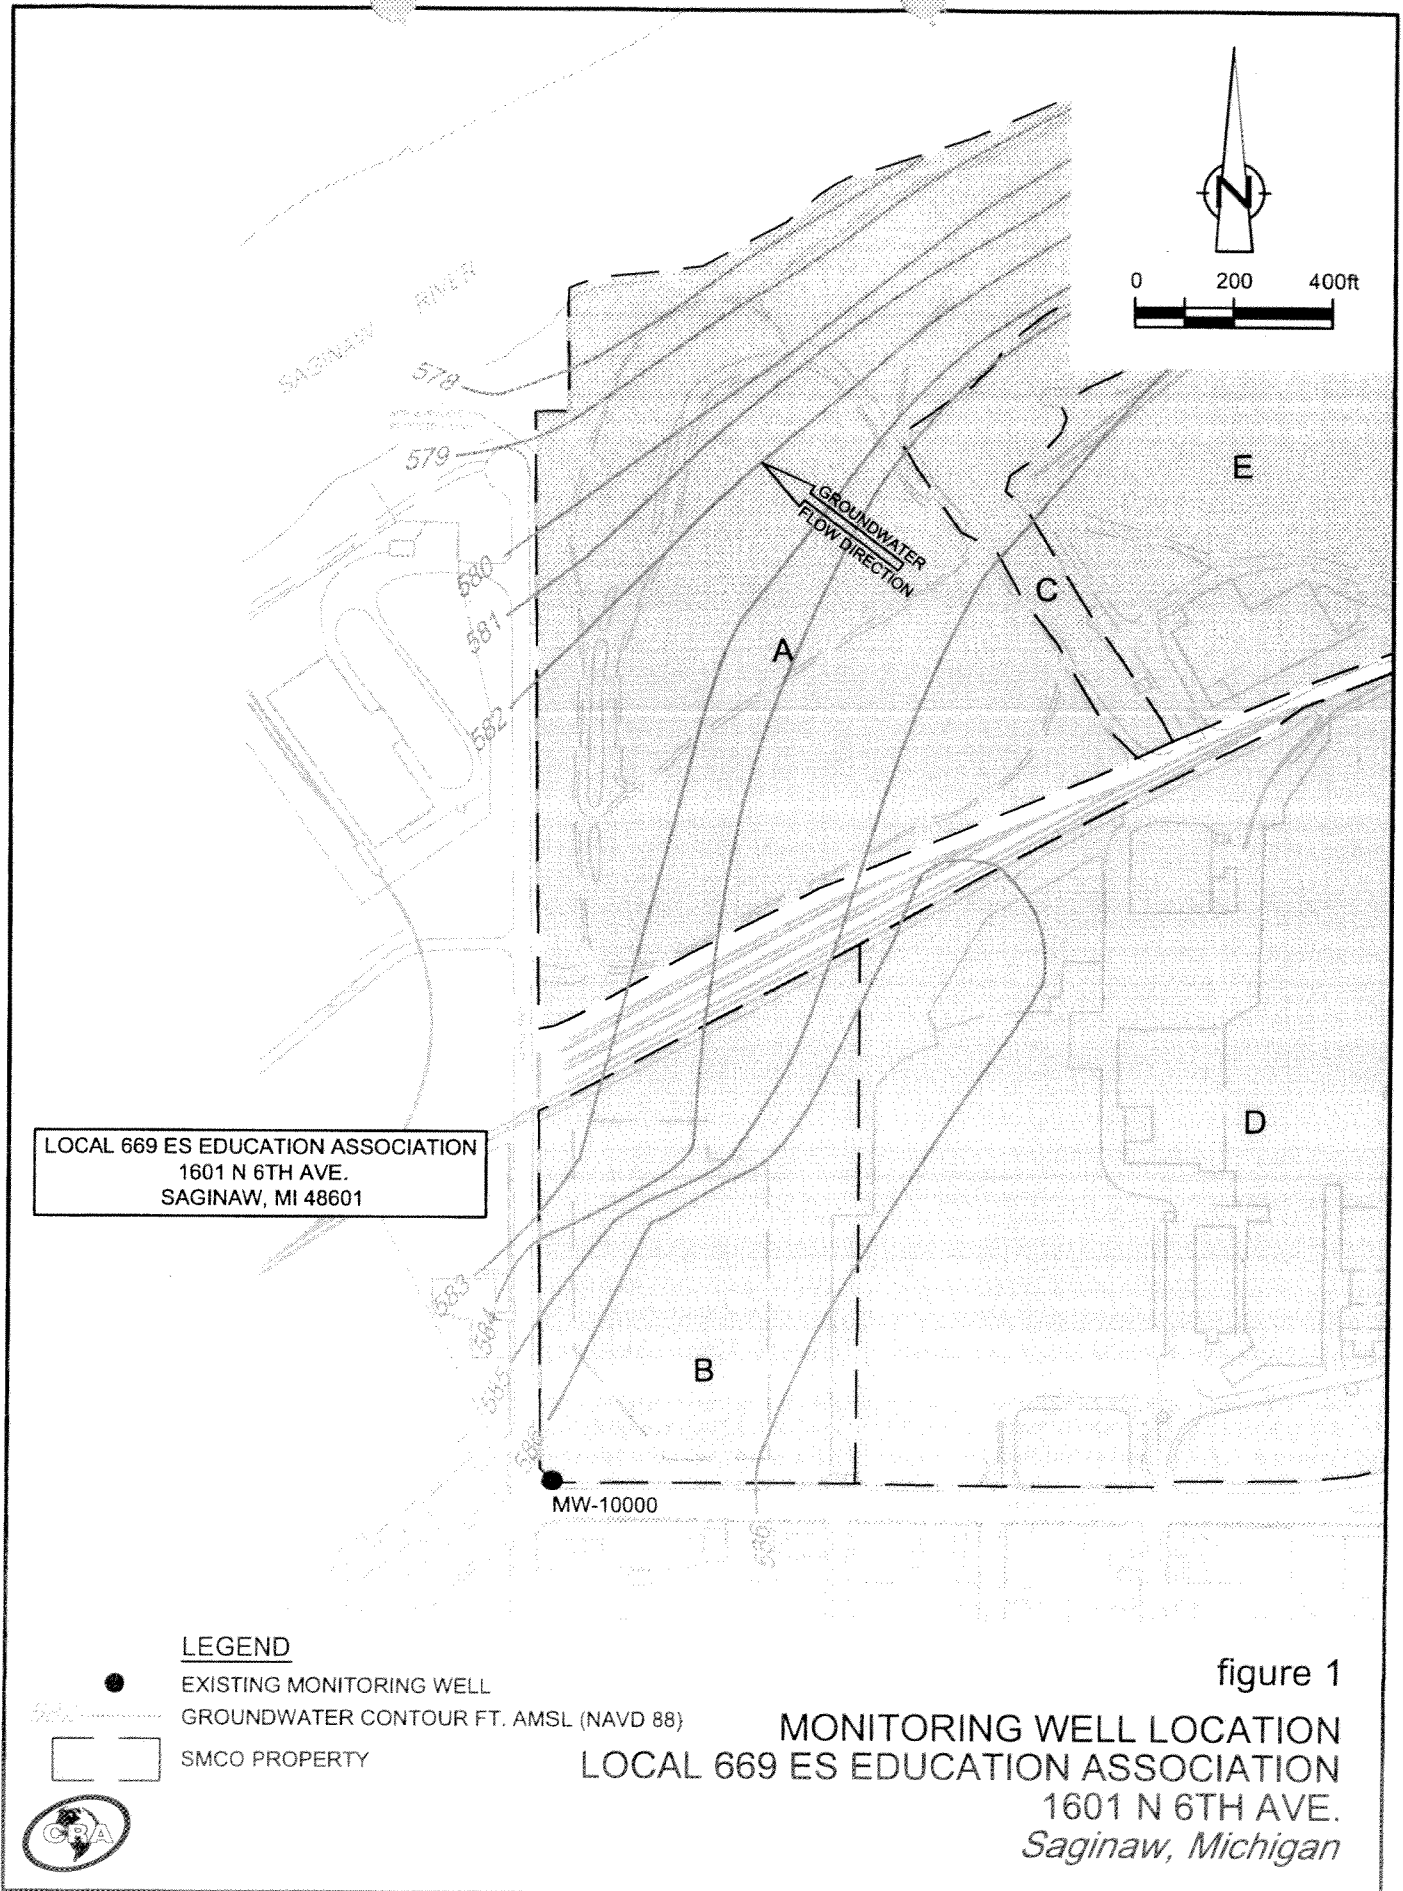 N
0 200 400ft
SAGINAW RIVER
578
579
580
581
582
GROUNDWATER
FLOW DIRECTION
A
C
E
LOCAL 669 ES EDUCATION ASSOCIATION
1601 N 6TH AVE.
SAGINAW, MI 48601
D
583
584
585
586
B
MW-10000
586
LEGEND
EXISTING MONITORING WELL
582 GROUNDWATER CONTOUR FT. AMSL (NAVD 88)
SMCO PROPERTY
CRA
figure 1
MONITORING WELL LOCATION
LOCAL 669 ES EDUCATION ASSOCIATION
1601 N 6TH AVE.
Saginaw, Michigan